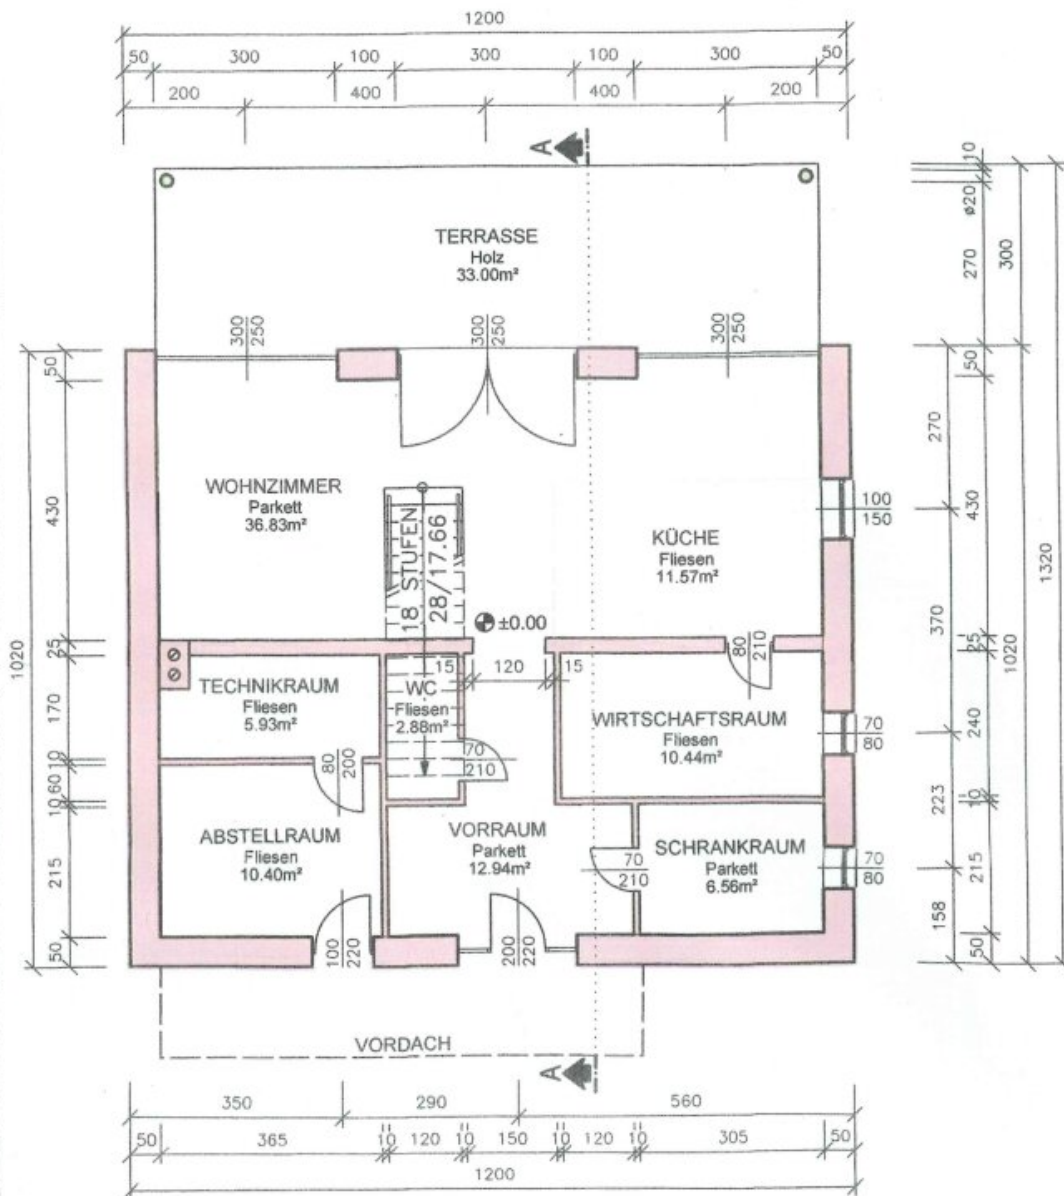 1200
50 300 100 300 100 300 50
200 400 400 200
A
10
ø20
270
300
TERRASSE
Holz
33.00m²
300
250
300
250
300
250
50
430
25
170
10
60
10
215
50
1020
WOHNZIMMER
Parkett
36.83m²
18 STUFEN
28/17.66
KÜCHE
Fliesen
11.57m²
100
150
±0.00
80
210
15 120 15
TECHNIKRAUM
Fliesen
5.93m²
WC
Fliesen
2.88m²
70
210
WIRTSCHAFTSRAUM
Fliesen
10.44m²
70
80
80
200
ABSTELLRAUM
Fliesen
10.40m²
VORRAUM
Parkett
12.94m²
70
210
SCHRANKRAUM
Parkett
6.56m²
70
80
100
220
200
220
270
370
223
158
50
430
25
240
10
215
50
1020
1320
VORDACH
A
350 290 560
50 365 10 120 10 150 10 120 10 305 50
1200